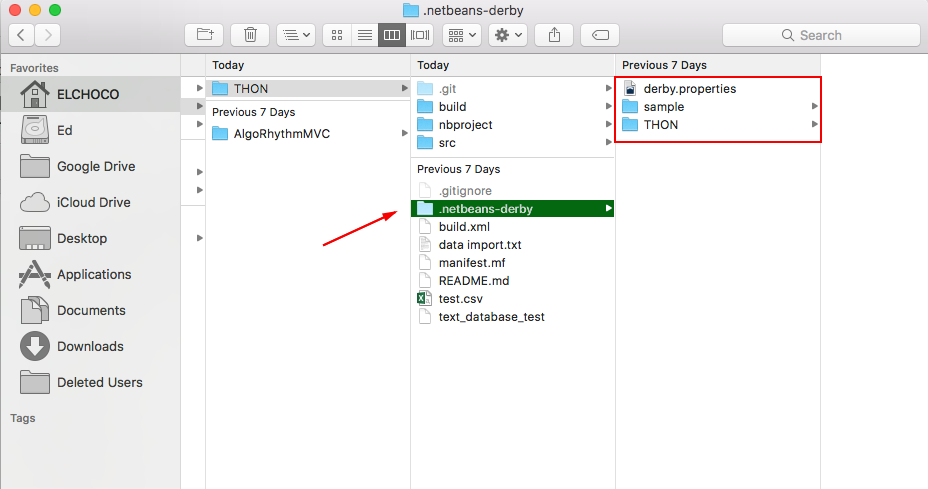 .netbeans-derby
Search
Favorites
ELCHOCO
Ed
Google Drive
iCloud Drive
Desktop
Applications
Documents
Downloads
Deleted Users
Tags
Today
THON
Previous 7 Days
AlgoRhythmMVC
Today
.git
build
nbproject
src
Previous 7 Days
.gitignore
.netbeans-derby
build.xml
data import.txt
manifest.mf
README.md
test.csv
text_database_test
Previous 7 Days
derby.properties
sample
THON